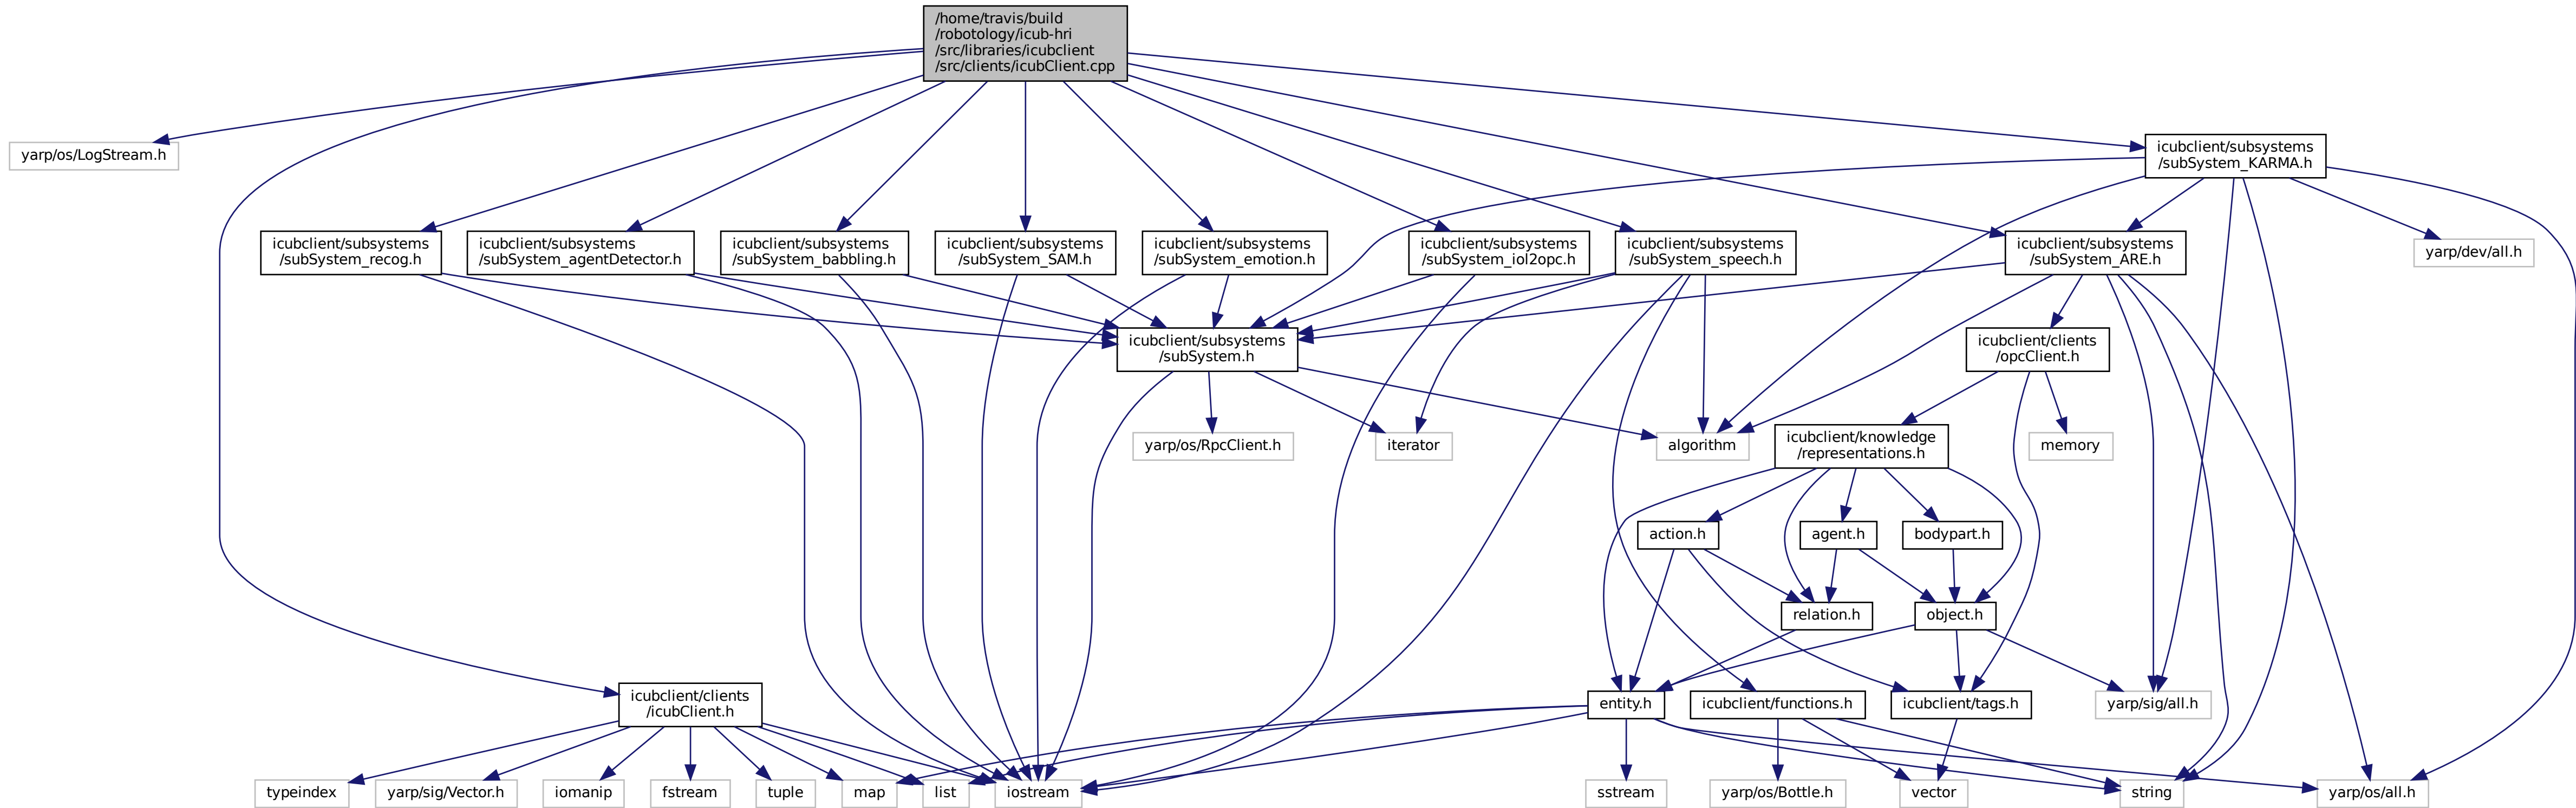 /home/travis/build
/robotology/icub-hri
/src/libraries/icubclient
/src/clients/icubClient.cpp
yarp/os/LogStream.h
icubclient/subsystems
/subSystem_KARMA.h
icubclient/subsystems
/subSystem_recog.h
icubclient/subsystems
/subSystem_agentDetector.h
icubclient/subsystems
/subSystem_babbling.h
icubclient/subsystems
/subSystem_SAM.h
icubclient/subsystems
/subSystem_emotion.h
icubclient/subsystems
/subSystem_iol2opc.h
icubclient/subsystems
/subSystem_speech.h
icubclient/subsystems
/subSystem_ARE.h
yarp/dev/all.h
icubclient/subsystems
/subSystem.h
icubclient/clients
/opcClient.h
yarp/os/RpcClient.h
iterator
algorithm
icubclient/knowledge
/representations.h
memory
action.h
agent.h
bodypart.h
relation.h
object.h
icubclient/clients
/icubClient.h
entity.h
icubclient/functions.h
icubclient/tags.h
yarp/sig/all.h
typeindex
yarp/sig/Vector.h
iomanip
fstream
tuple
map
list
iostream
sstream
yarp/os/Bottle.h
vector
string
yarp/os/all.h